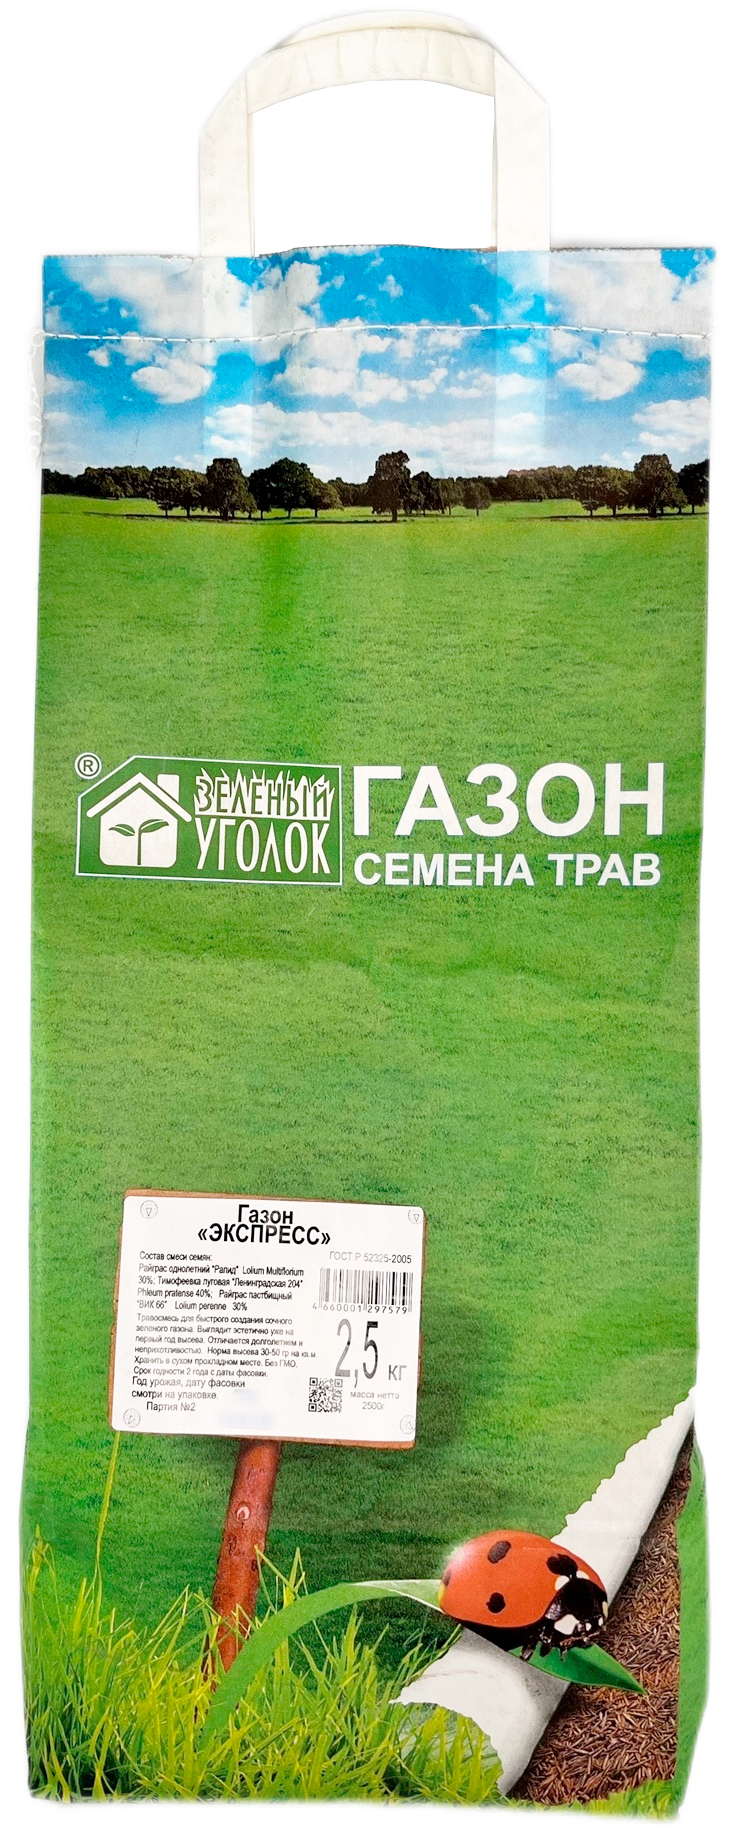 ®
ЗЕЛЕНЫЙ
УГОЛОК
ГАЗОН
СЕМЕНА ТРАВ
Газон
«ЭКСПРЕСС»
ГОСТ Р 52325-2005
Состав смеси семян:
Райграс однолетний "Рапид" Lolium Multiflorium
30%; Тимофеевка луговая "Ленинградская 204"
Phleum pratense 40%; Райграс пастбищный
"ВИК 66" Lolium perenne 30%
4 660001 297579
Травосмесь для быстрого создания сочного
зеленого газона. Выглядит эстетично уже на
первый год высева. Отличается долголетием и
неприхотливостью. Норма высева 30-50 гр на кв.м.
Хранить в сухом прохладном месте. Без ГМО.
Срок годности 2 года с даты фасовки.
Год урожая, дату фасовки
смотри на упаковке.
Партия №2
2,5 кг
масса нетто
2500г